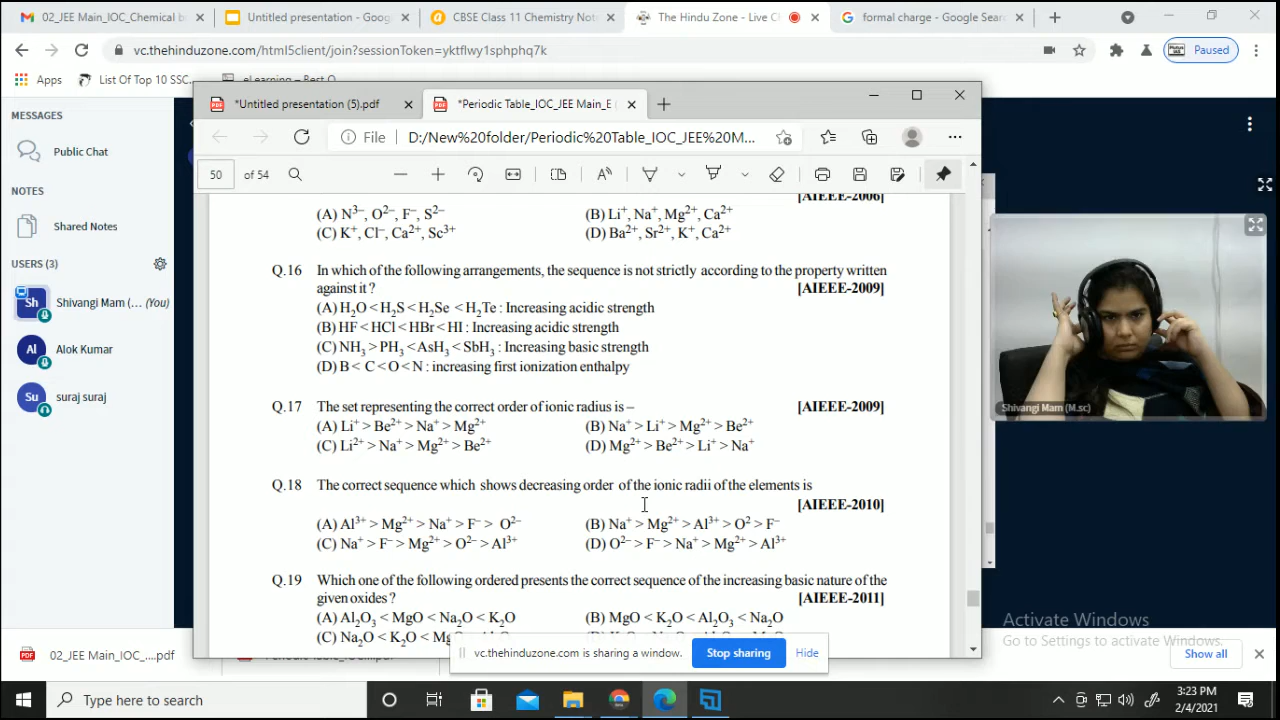 02_JEE Main_IOC_Chemical b
Untitled presentation - Goog
CBSE Class 11 Chemistry Note
The Hindu Zone - Live C
formal charge - Google Sear
vc.thehinduzone.com/html5client/join?sessionToken=yktflwy1sphphq7k
Paused
Apps
List Of Top 10 SSC...
eLearning – Best O
MESSAGES
Public Chat
NOTES
Shared Notes
USERS (3)
Sh Shivangi Mam (M.sc) (You)
Al Alok Kumar
Su suraj suraj
*Untitled presentation (5).pdf
*Periodic Table_IOC_JEE Main_E (
File D:/New%20folder/Periodic%20Table_IOC_JEE%20M...
50 of 54
[AIEEE-2006]
(A) N³⁻, O²⁻, F⁻, S²⁻ (B) Li⁺, Na⁺, Mg²⁺, Ca²⁺
(C) K⁺, Cl⁻, Ca²⁺, Sc³⁺ (D) Ba²⁺, Sr²⁺, K⁺, Ca²⁺
Q.16 In which of the following arrangements, the sequence is not strictly according to the property written
against it ? [AIEEE-2009]
(A) H₂O < H₂S < H₂Se < H₂Te : Increasing acidic strength
(B) HF < HCl < HBr < HI : Increasing acidic strength
(C) NH₃ > PH₃ < AsH₃ < SbH₃ : Increasing basic strength
(D) B < C < O < N : increasing first ionization enthalpy
Q.17 The set representing the correct order of ionic radius is – [AIEEE-2009]
(A) Li⁺ > Be²⁺ > Na⁺ > Mg²⁺ (B) Na⁺ > Li⁺ > Mg²⁺ > Be²⁺
(C) Li²⁺ > Na⁺ > Mg²⁺ > Be²⁺ (D) Mg²⁺ > Be²⁺ > Li⁺ > Na⁺
Q.18 The correct sequence which shows decreasing order of the ionic radii of the elements is
[AIEEE-2010]
(A) Al³⁺ > Mg²⁺ > Na⁺ > F⁻ > O²⁻ (B) Na⁺ > Mg²⁺ > Al³⁺ > O² > F⁻
(C) Na⁺ > F⁻ > Mg²⁺ > O²⁻ > Al³⁺ (D) O²⁻ > F⁻ > Na⁺ > Mg²⁺ > Al³⁺
Q.19 Which one of the following ordered presents the correct sequence of the increasing basic nature of the
given oxides ? [AIEEE-2011]
(A) Al₂O₃ < MgO < Na₂O < K₂O (B) MgO < K₂O < Al₂O₃ < Na₂O
(C) Na₂O < K₂O <
Shivangi Mam (M.sc)
vc.thehinduzone.com is sharing a window.
Stop sharing
Hide
Activate Windows
Go to Settings to activate Windows.
02_JEE Main_IOC_....pdf
Show all
Type here to search
3:23 PM
2/4/2021